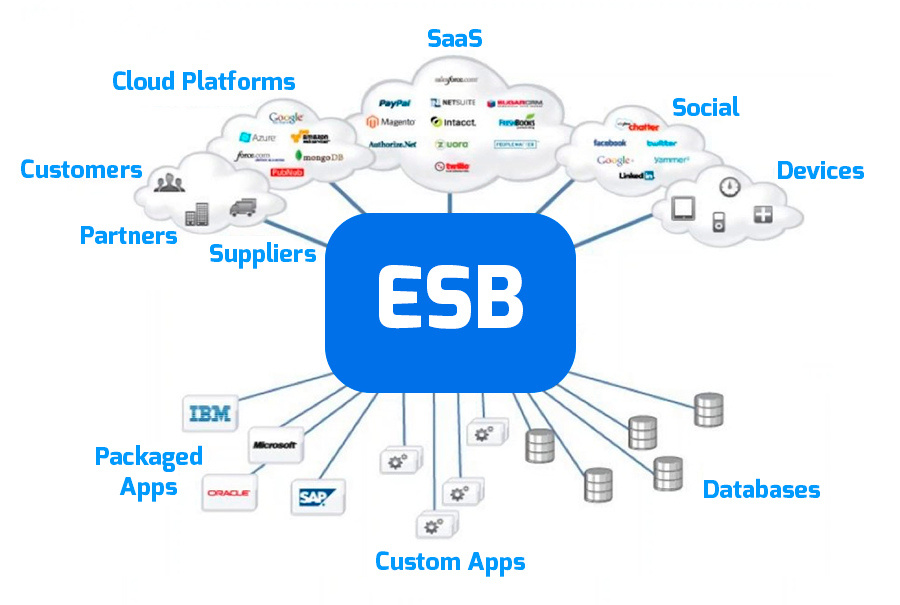 SaaS
Cloud Platforms
salesforce.com
PayPal
NETSUITE
SUGARCRM
Magento
Intacct.
FreshBooks
Authorize.Net
zuora
twilio
Google
Azure
amazon
force.com
mongoDB
PubNub
Social
chatter
facebook
twitter
Google+
yammer
LinkedIn
Customers
Devices
Partners
Suppliers
ESB
IBM
Microsoft
ORACLE
SAP
Packaged
Apps
Databases
Custom Apps